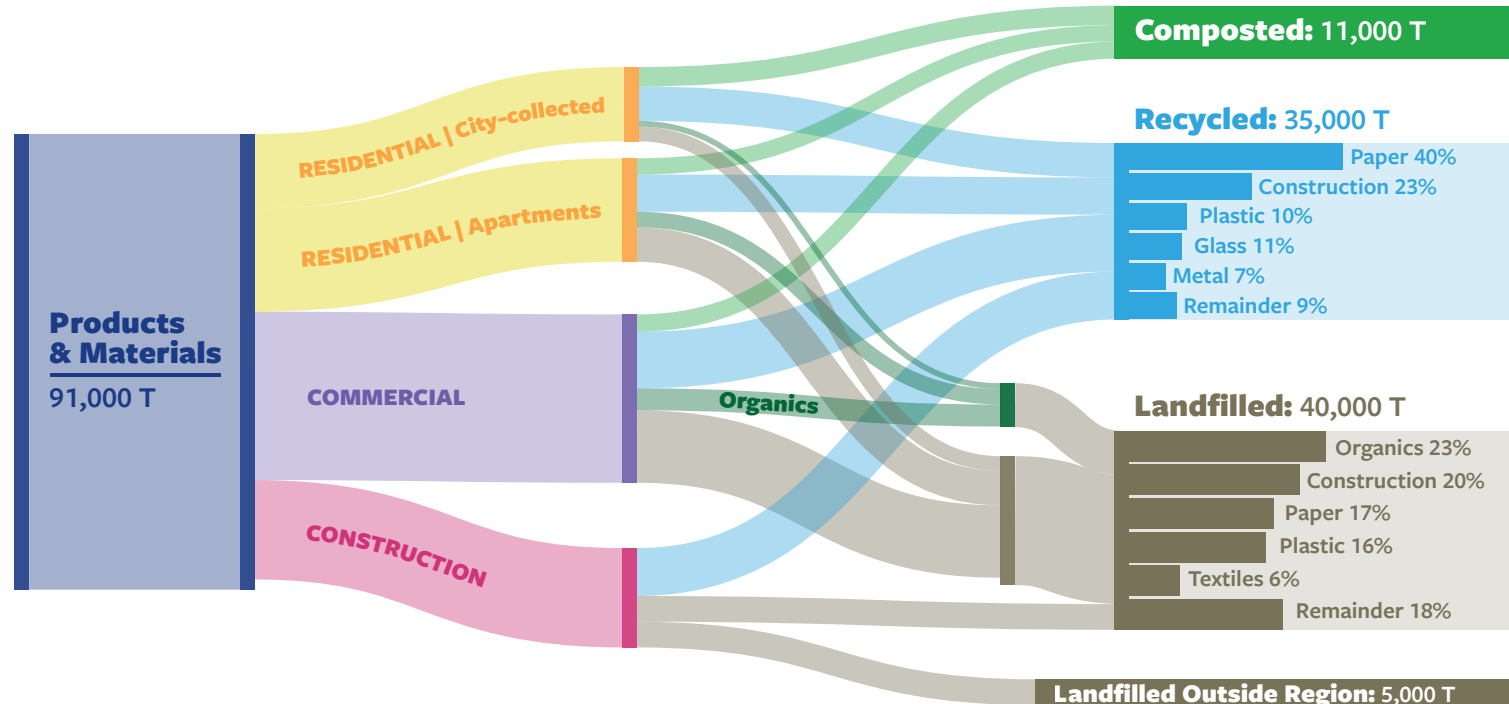 Products
& Materials
91,000 T
RESIDENTIAL | City-collected
RESIDENTIAL | Apartments
COMMERCIAL
CONSTRUCTION
Organics
Composted: 11,000 T
Recycled: 35,000 T
Paper 40%
Construction 23%
Plastic 10%
Glass 11%
Metal 7%
Remainder 9%
Landfilled: 40,000 T
Organics 23%
Construction 20%
Paper 17%
Plastic 16%
Textiles 6%
Remainder 18%
Landfilled Outside Region: 5,000 T